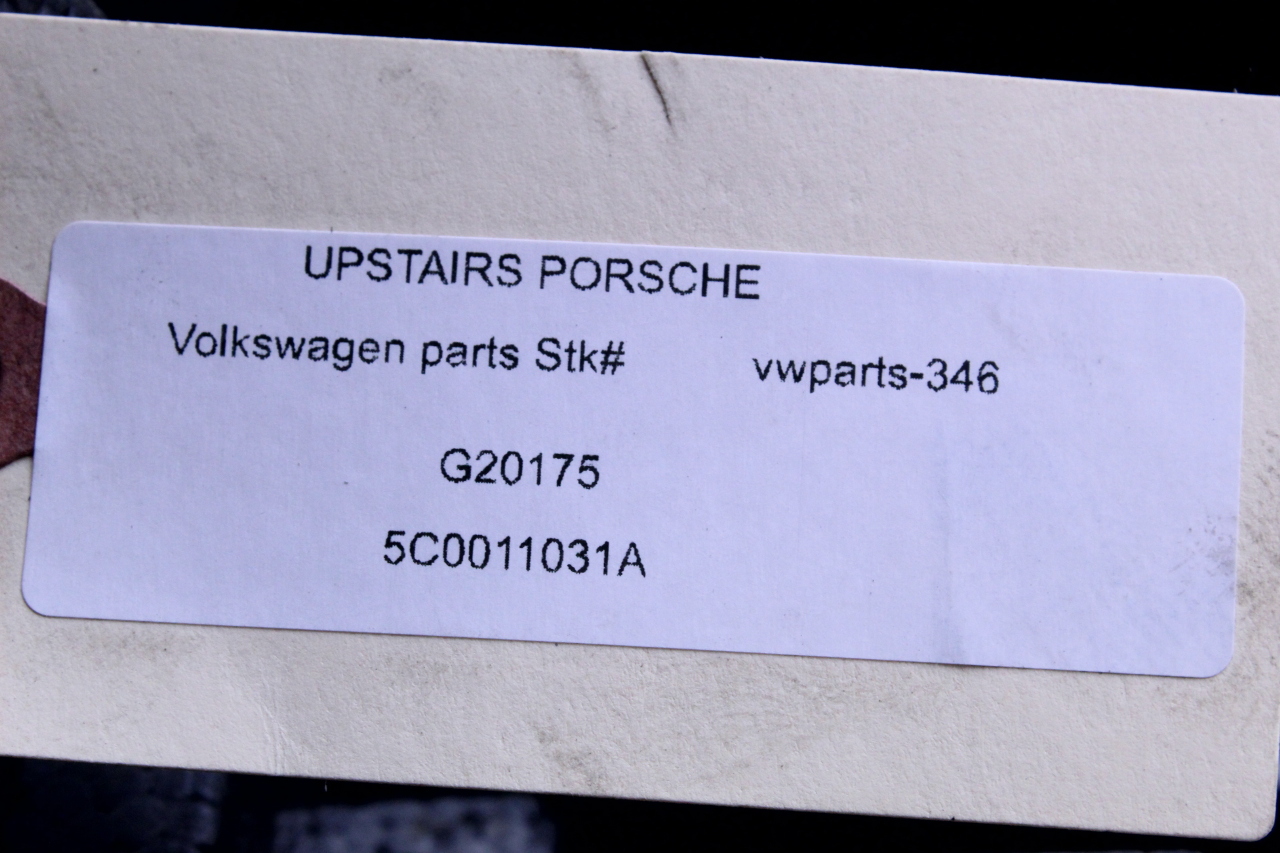 UPSTAIRS PORSCHE
Volkswagen parts Stk# vwparts-346
G20175
5C0011031A